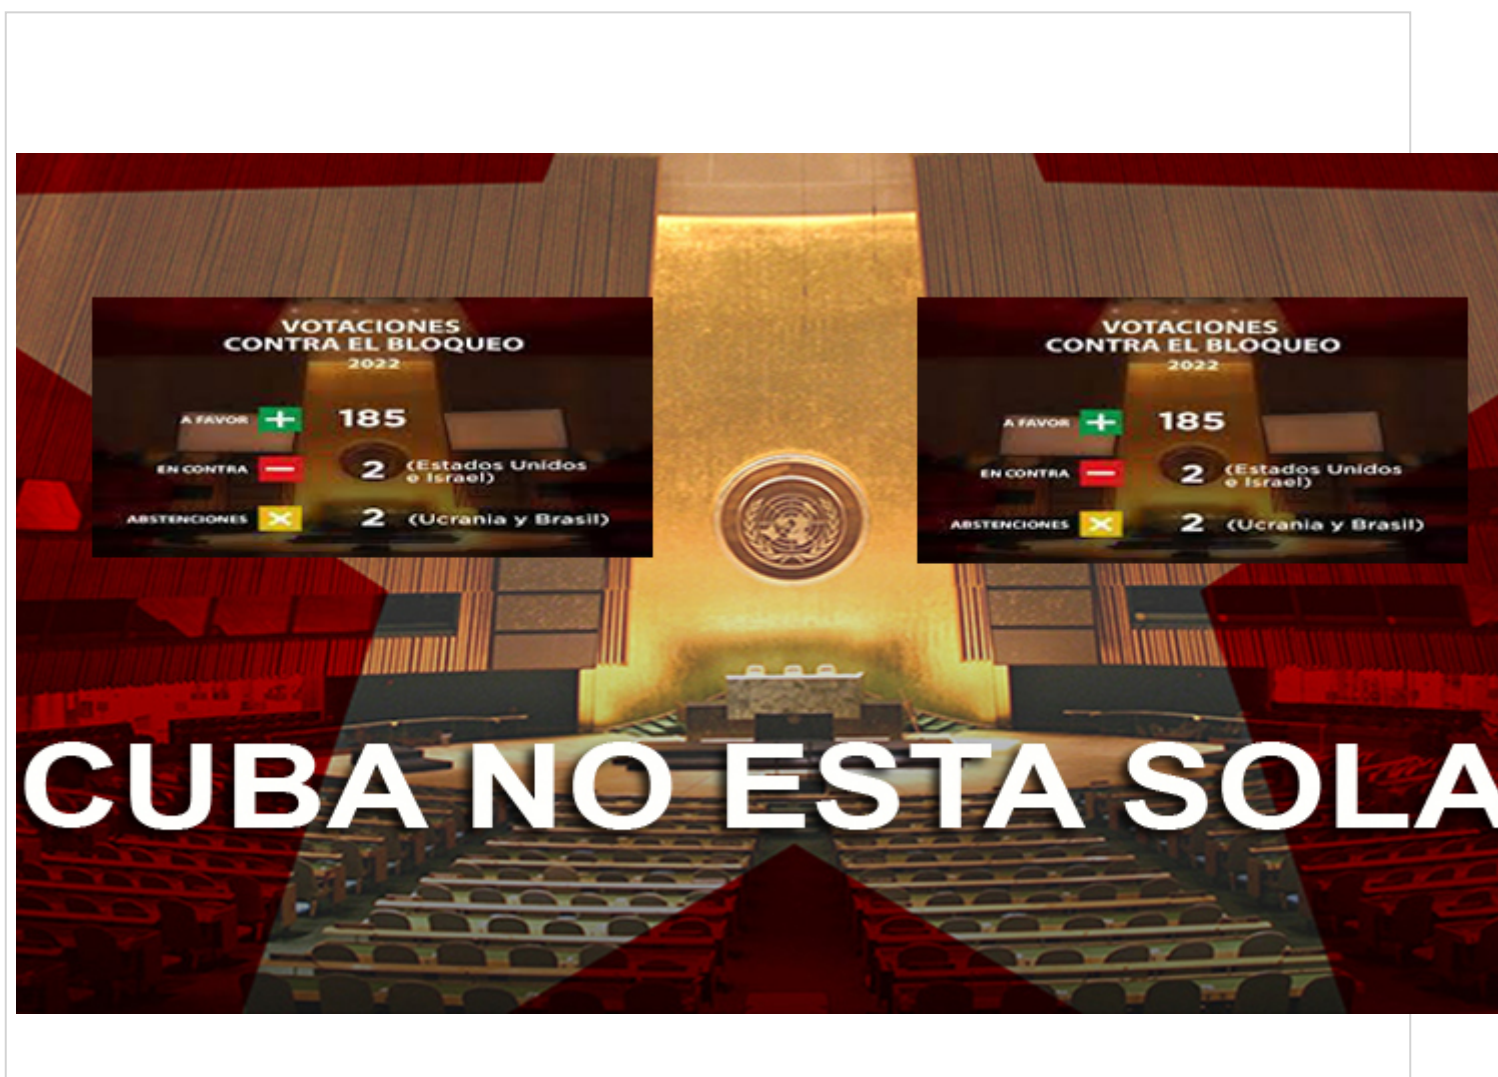 VOTACIONES
CONTRA EL BLOQUEO
2022
A FAVOR + 185
EN CONTRA − 2 (Estados Unidos
e Israel)
ABSTENCIONES × 2 (Ucrania y Brasil)
VOTACIONES
CONTRA EL BLOQUEO
2022
A FAVOR + 185
EN CONTRA − 2 (Estados Unidos
e Israel)
ABSTENCIONES × 2 (Ucrania y Brasil)
CUBA NO ESTA SOLA